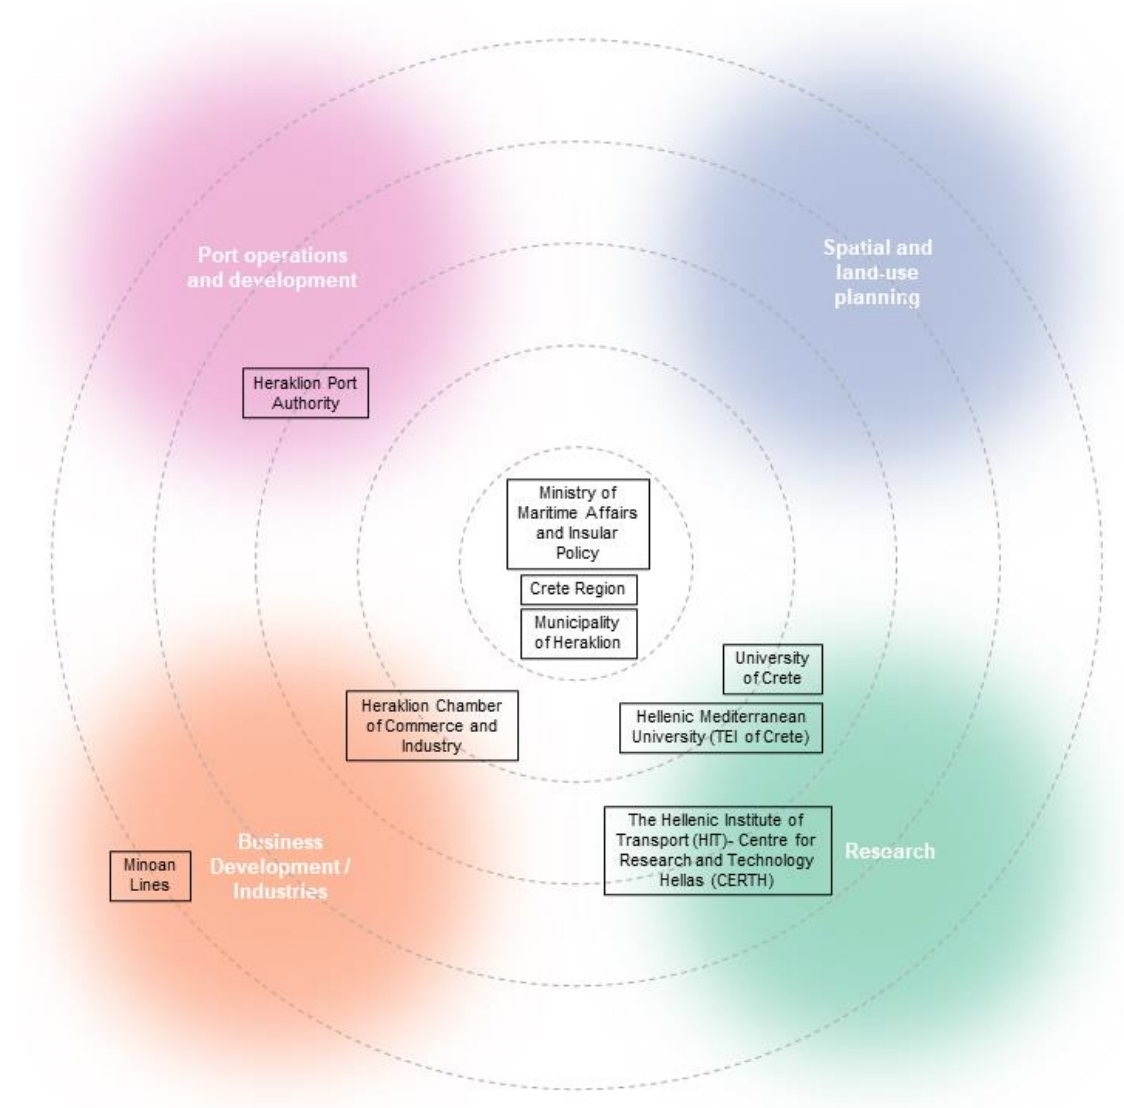 Port operations
and development
Spatial and
land-use
planning
Heraklion Port
Authority
Ministry of
Maritime Affairs
and Insular
Policy
Crete Region
Municipality
of Heraklion
University
of Crete
Heraklion Chamber
of Commerce and
Industry
Hellenic Mediterranean
University (TEI of Crete)
The Hellenic Institute of
Transport (HIT)- Centre for
Research and Technology
Hellas (CERTH)
Research
Business
Development /
Industries
Minoan
Lines